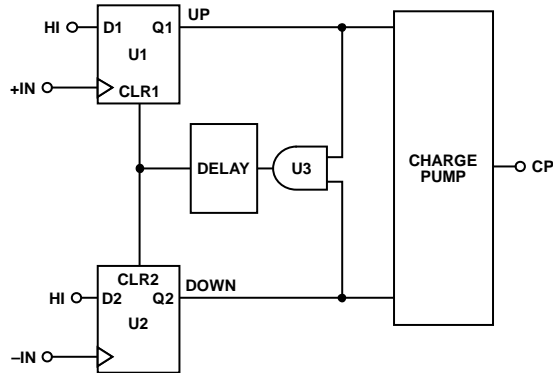 HI D1 Q1 UP
U1
+IN
CLR1
DELAY U3 CHARGE PUMP CP
CLR2
HI D2 Q2 DOWN
U2
–IN